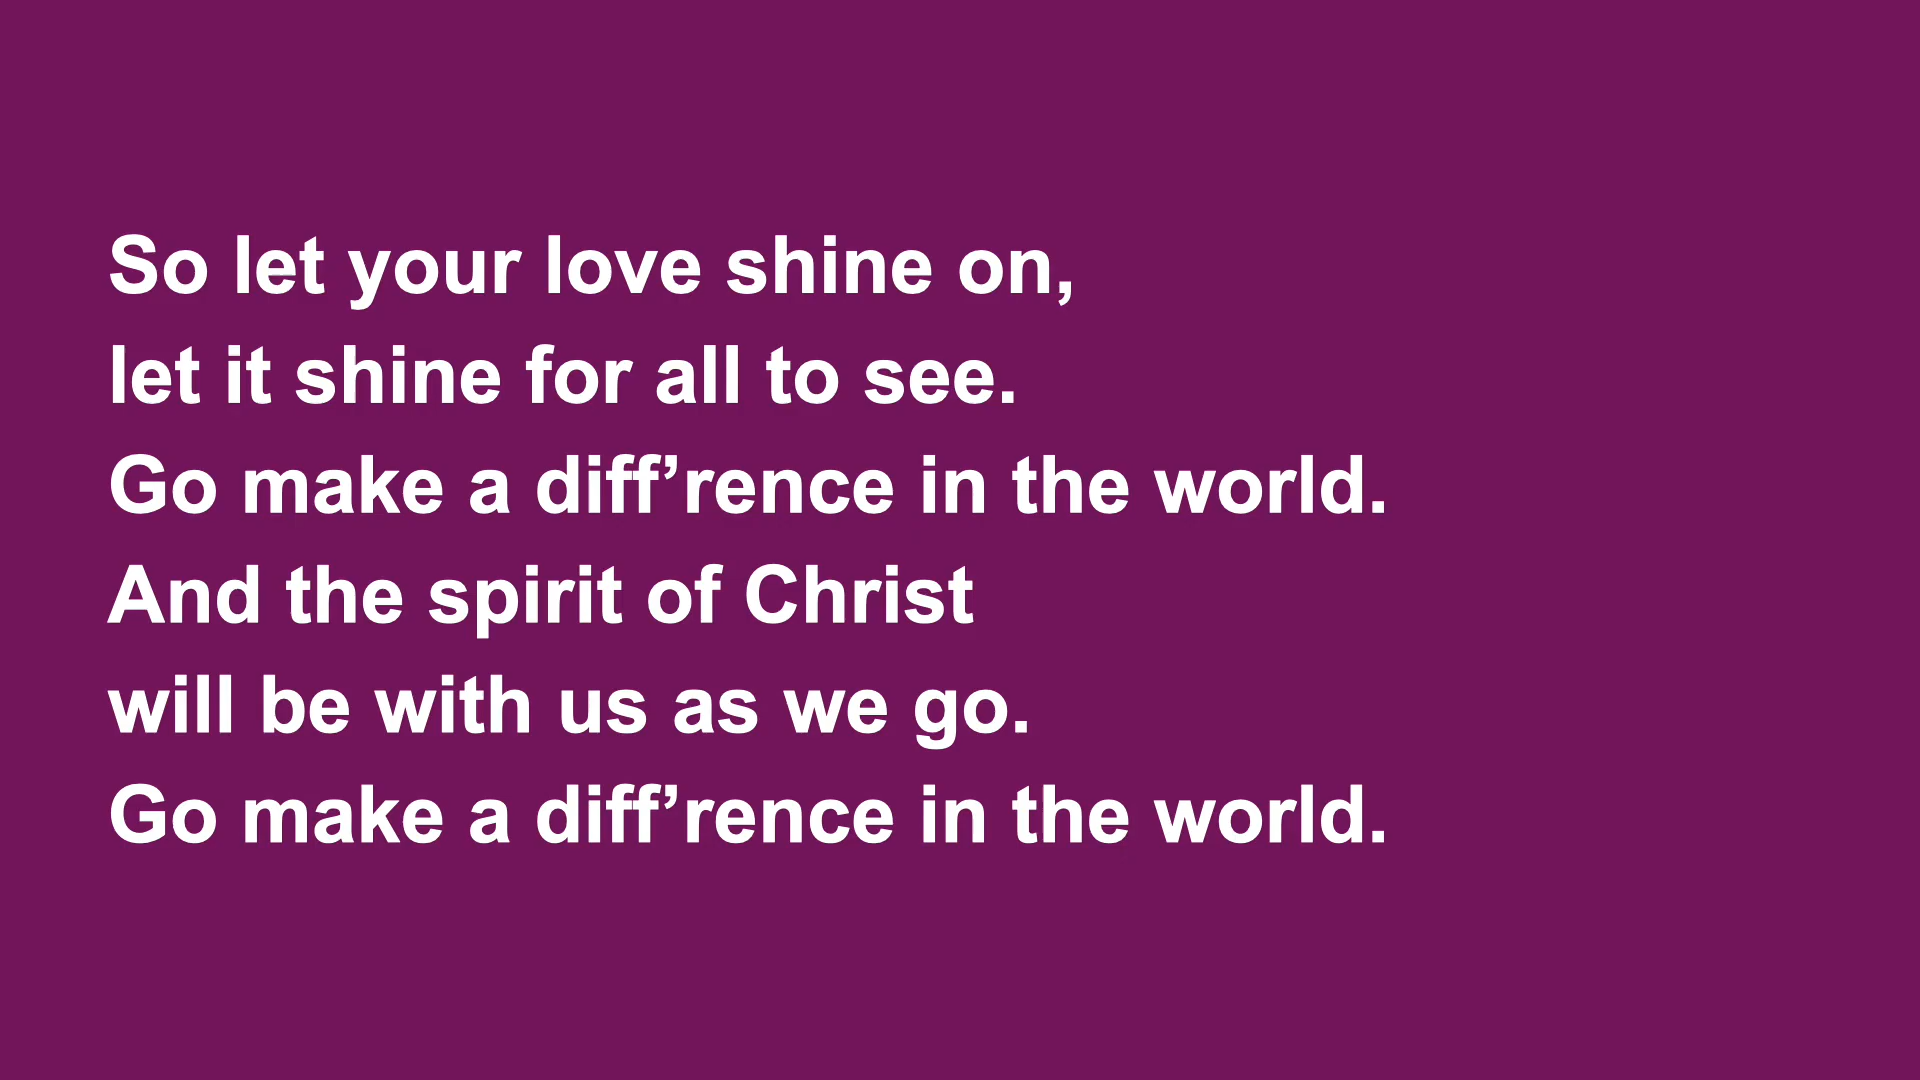 So let your love shine on,
let it shine for all to see.
Go make a diff’rence in the world.
And the spirit of Christ
will be with us as we go.
Go make a diff’rence in the world.